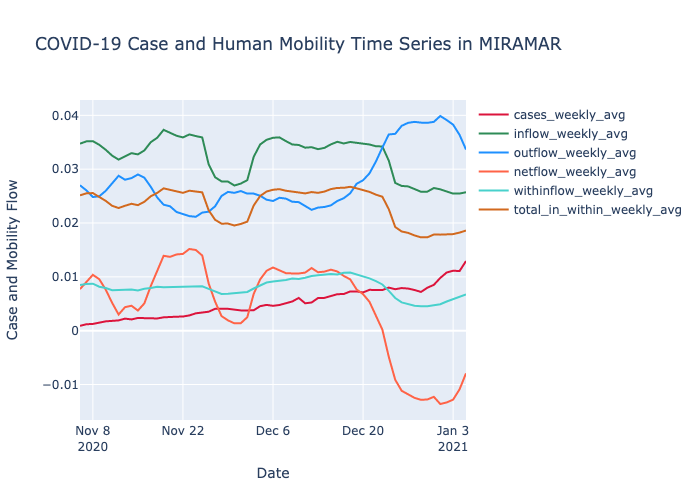 COVID-19 Case and Human Mobility Time Series in MIRAMAR
Case and Mobility Flow
0.04
0.03
0.02
0.01
0
−0.01
Nov 8
2020
Nov 22
Dec 6
Dec 20
Jan 3
2021
Date
cases_weekly_avg
inflow_weekly_avg
outflow_weekly_avg
netflow_weekly_avg
withinflow_weekly_avg
total_in_within_weekly_avg